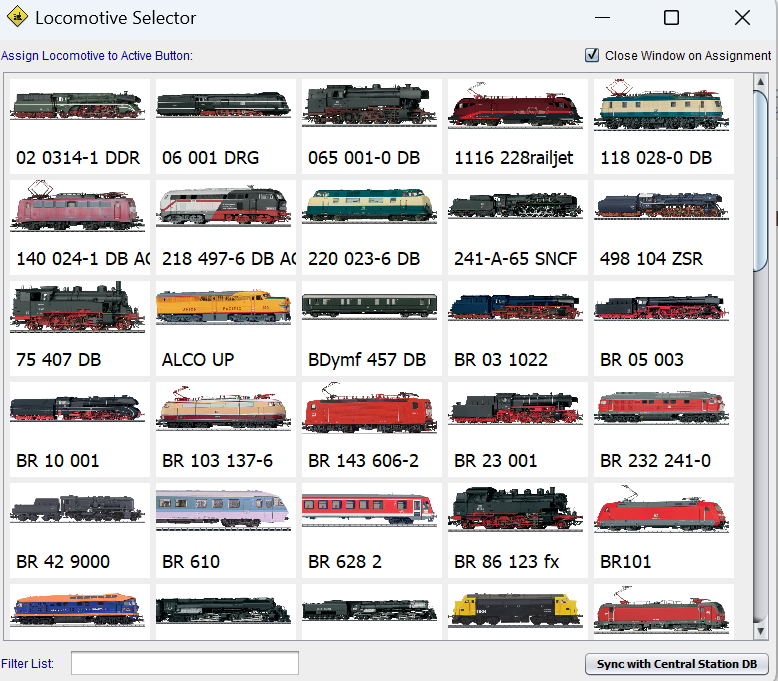 Locomotive Selector
Assign Locomotive to Active Button:
Close Window on Assignment
02 0314-1 DDR
06 001 DRG
065 001-0 DB
1116 228railjet
118 028-0 DB
140 024-1 DB AC
218 497-6 DB AC
220 023-6 DB
241-A-65 SNCF
498 104 ZSR
75 407 DB
ALCO UP
BDymf 457 DB
BR 03 1022
BR 05 003
BR 10 001
BR 103 137-6
BR 143 606-2
BR 23 001
BR 232 241-0
BR 42 9000
BR 610
BR 628 2
BR 86 123 fx
BR101
Filter List:
Sync with Central Station DB